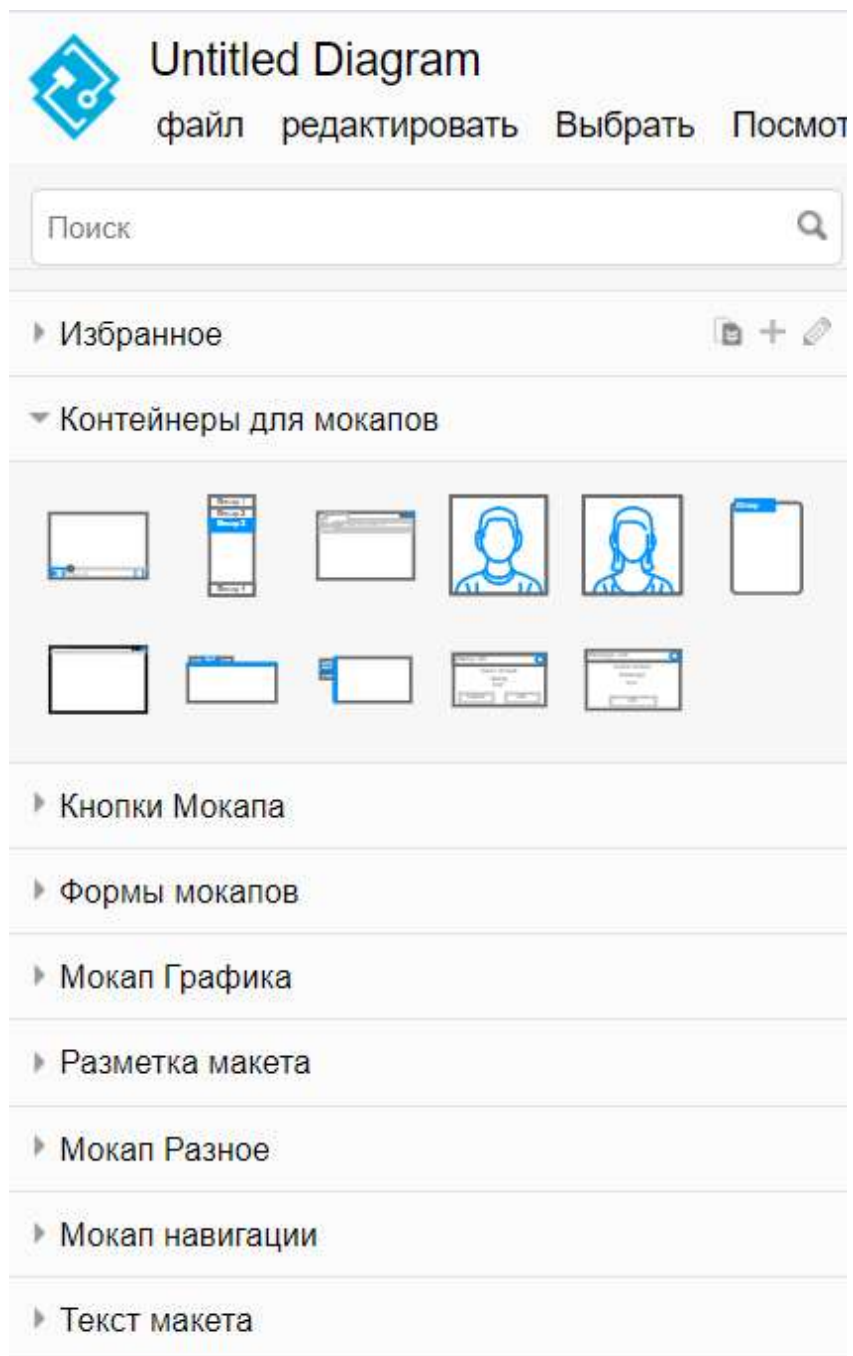 Untitled Diagram
файл редактировать Выбрать Посмот
Поиск
Избранное
Контейнеры для мокапов
Кнопки Мокапа
Формы мокапов
Мокап Графика
Разметка макета
Мокап Разное
Мокап навигации
Текст макета